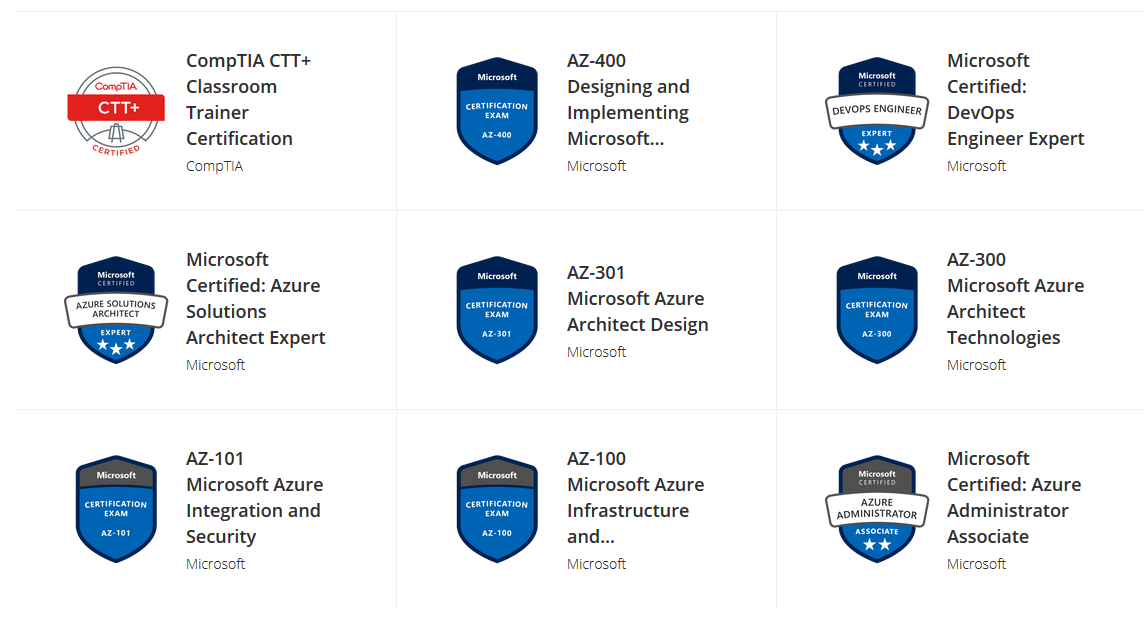 CompTIA
CTT+
CERTIFIED
CompTIA CTT+
Classroom
Trainer
Certification
CompTIA
Microsoft
CERTIFICATION
EXAM
AZ-400
AZ-400
Designing and
Implementing
Microsoft...
Microsoft
Microsoft
CERTIFIED
DEVOPS ENGINEER
EXPERT
Microsoft
Certified:
DevOps
Engineer Expert
Microsoft
Microsoft
CERTIFIED
AZURE SOLUTIONS
ARCHITECT
EXPERT
Microsoft
Certified: Azure
Solutions
Architect Expert
Microsoft
Microsoft
CERTIFICATION
EXAM
AZ-301
AZ-301
Microsoft Azure
Architect Design
Microsoft
Microsoft
CERTIFICATION
EXAM
AZ-300
AZ-300
Microsoft Azure
Architect
Technologies
Microsoft
Microsoft
CERTIFICATION
EXAM
AZ-101
AZ-101
Microsoft Azure
Integration and
Security
Microsoft
Microsoft
CERTIFICATION
EXAM
AZ-100
AZ-100
Microsoft Azure
Infrastructure
and...
Microsoft
Microsoft
CERTIFIED
AZURE
ADMINISTRATOR
ASSOCIATE
Microsoft
Certified: Azure
Administrator
Associate
Microsoft